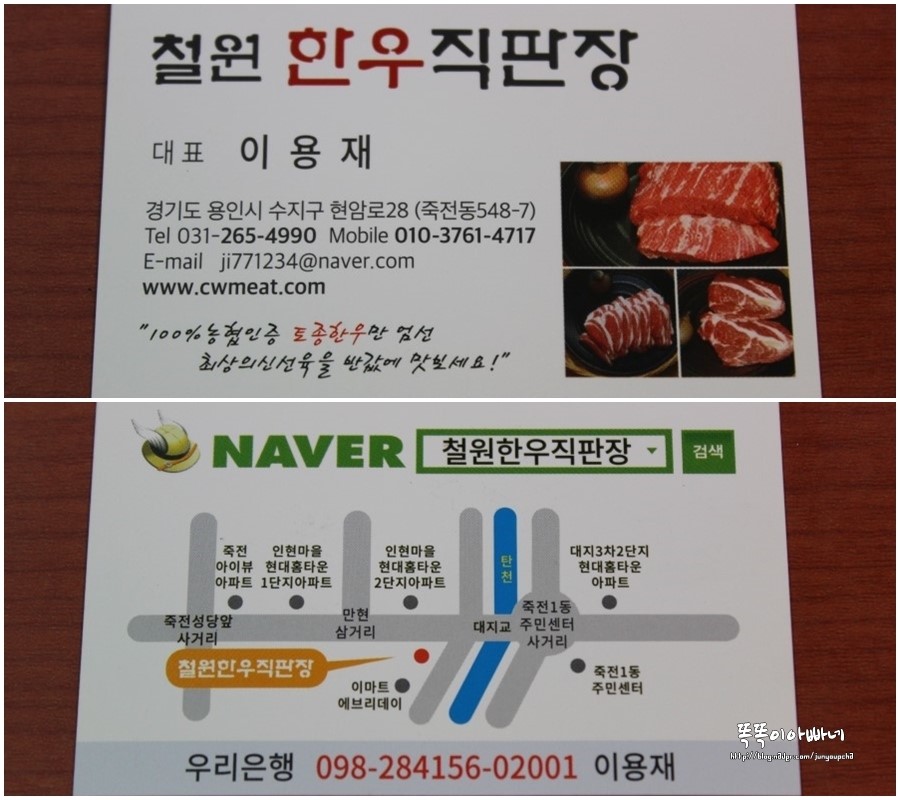 철원 한우직판장
대표 이용재
경기도 용인시 수지구 현암로28 (죽전동548-7)
Tel 031-265-4990 Mobile 010-3761-4717
E-mail ji771234@naver.com
www.cwmeat.com
"100%농협인증 토종한우만 엄선
최상의신선육을 반값에 맛보세요!"
NAVER 철원한우직판장 검색
죽전
아이뷰
아파트
인현마을
현대홈타운
1단지아파트
인현마을
현대홈타운
2단지아파트
탄천
대지3차2단지
현대홈타운
아파트
죽전성당앞
사거리
만현
삼거리
대지교
죽전1동
주민센터
사거리
철원한우직판장
이마트
에브리데이
죽전1동
주민센터
우리은행 098-284156-02001 이용재
똑똑이아빠네
http://blog.naver.com/junyoupcha